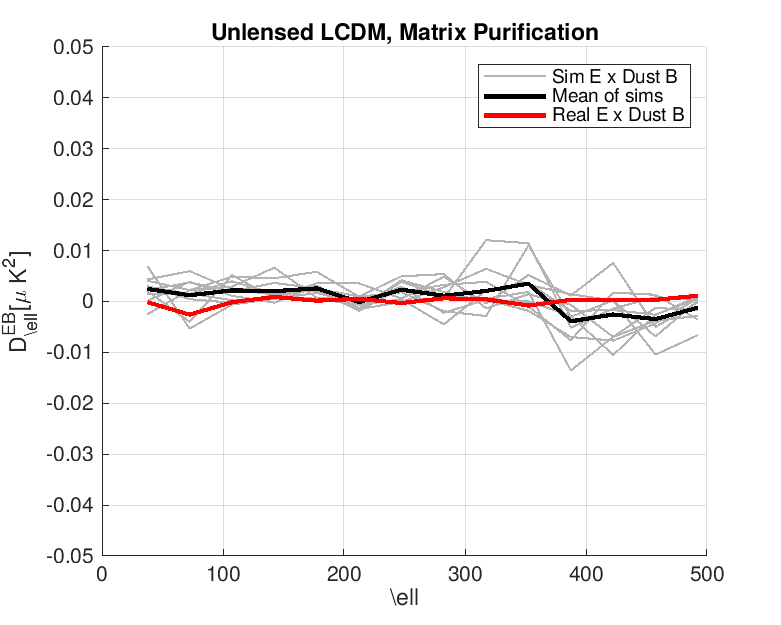 Unlensed LCDM, Matrix Purification
Sim E x Dust B
Mean of sims
Real E x Dust B
D^{EB}_{\ell}[μ K^2]
0.05
0.04
0.03
0.02
0.01
0
-0.01
-0.02
-0.03
-0.04
-0.05
0 100 200 300 400 500
\ell